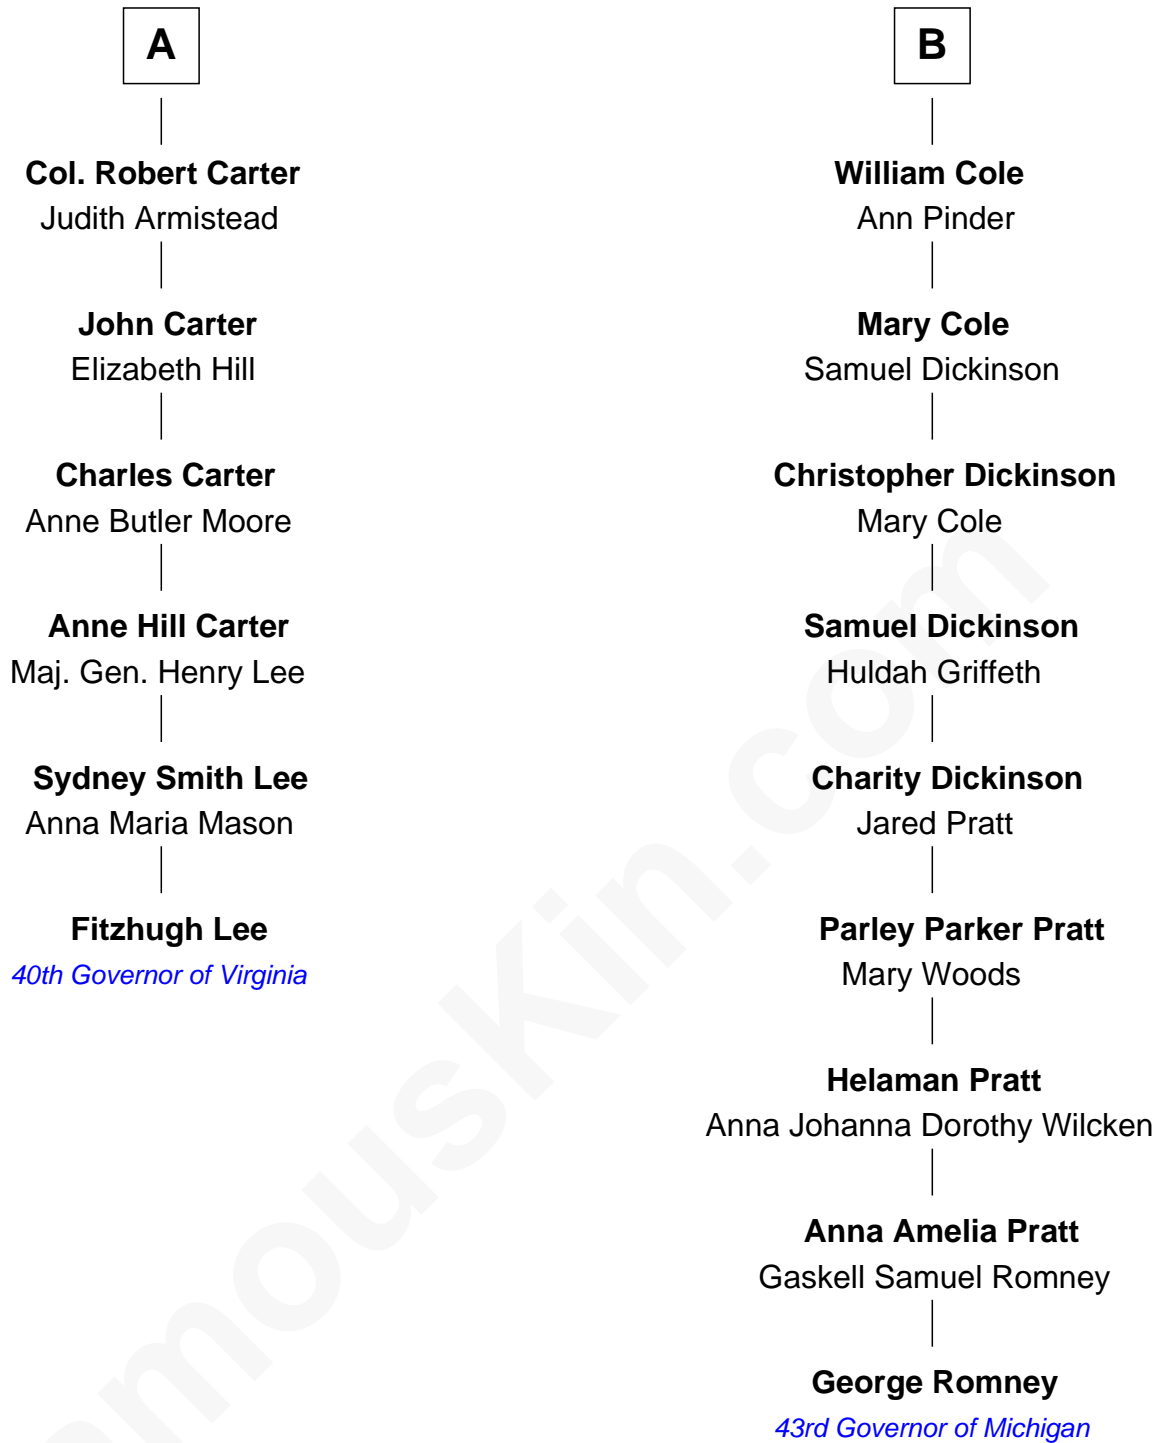 A
Col. Robert Carter
Judith Armistead
John Carter
Elizabeth Hill
Charles Carter
Anne Butler Moore
Anne Hill Carter
Maj. Gen. Henry Lee
Sydney Smith Lee
Anna Maria Mason
Fitzhugh Lee
40th Governor of Virginia
B
William Cole
Ann Pinder
Mary Cole
Samuel Dickinson
Christopher Dickinson
Mary Cole
Samuel Dickinson
Huldah Griffeth
Charity Dickinson
Jared Pratt
Parley Parker Pratt
Mary Woods
Helaman Pratt
Anna Johanna Dorothy Wilcken
Anna Amelia Pratt
Gaskell Samuel Romney
George Romney
43rd Governor of Michigan
mousKin.com